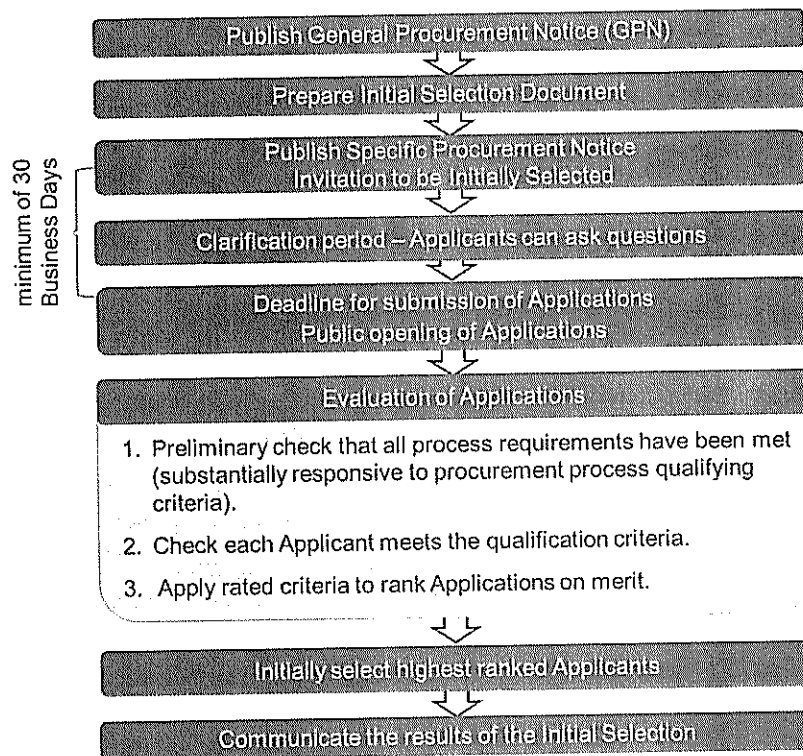 Publish General Procurement Notice (GPN)
Prepare Initial Selection Document
Publish Specific Procurement Notice
Invitation to be Initially Selected
minimum of 30
Business Days
Clarification period – Applicants can ask questions
Deadline for submission of Applications
Public opening of Applications
Evaluation of Applications
1. Preliminary check that all process requirements have been met
(substantially responsive to procurement process qualifying
criteria).
2. Check each Applicant meets the qualification criteria.
3. Apply rated criteria to rank Applications on merit.
Initially select highest ranked Applicants
Communicate the results of the Initial Selection